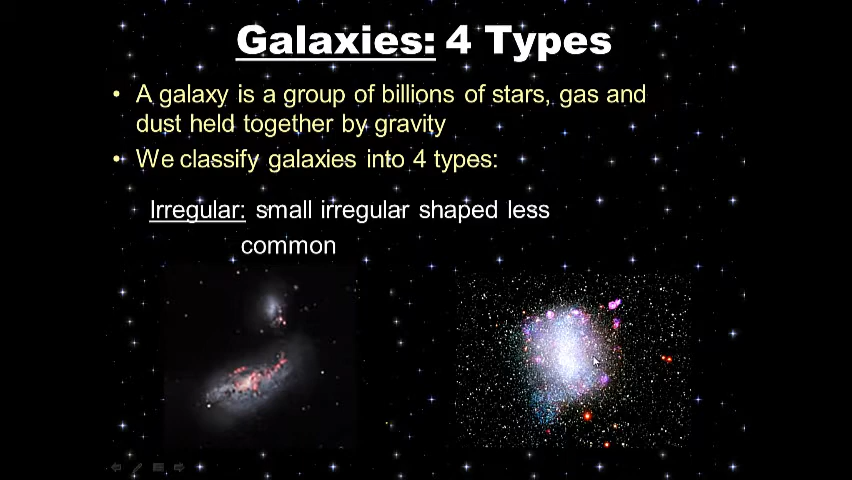 Galaxies: 4 Types
• A galaxy is a group of billions of stars, gas and
dust held together by gravity
• We classify galaxies into 4 types:
Irregular: small irregular shaped less
common